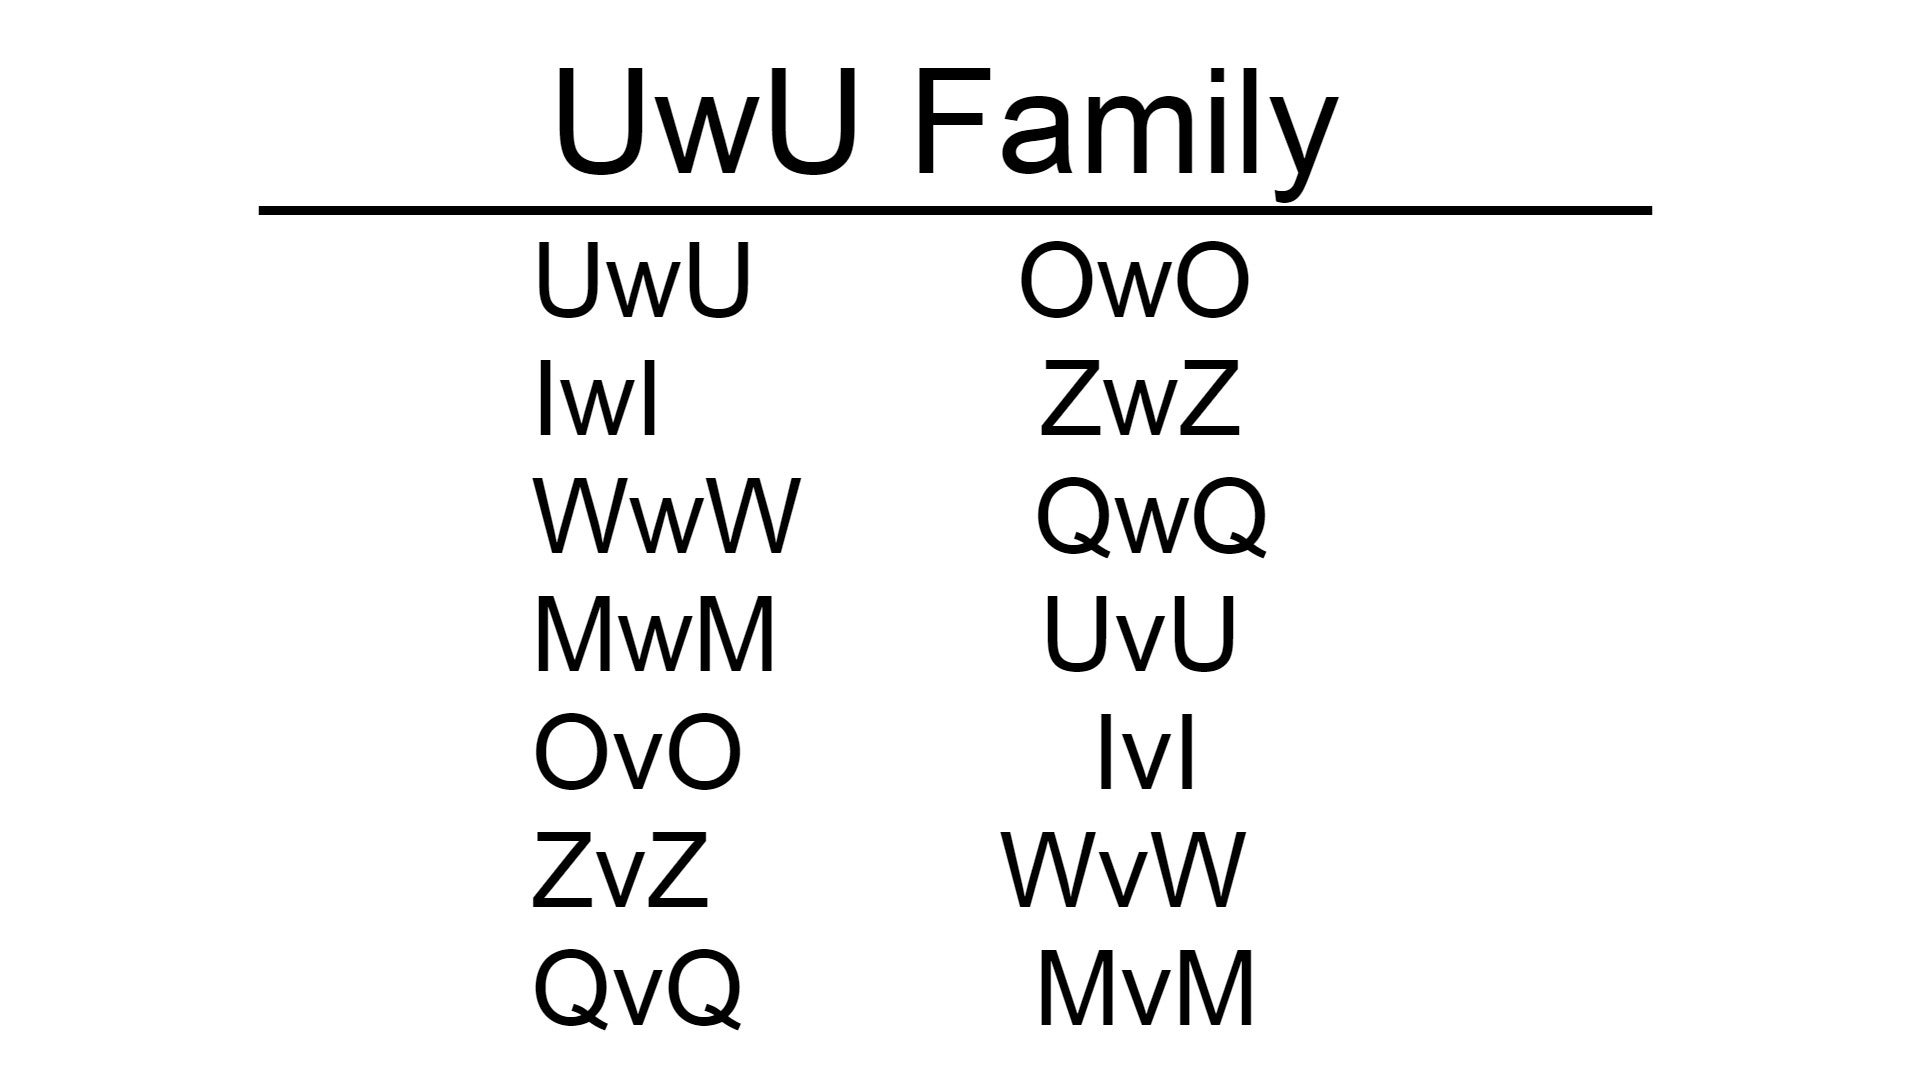 UwU Family
UwU OwO
IwI ZwZ
WwW QwQ
MwM UvU
OvO IvI
ZvZ WvW
QvQ MvM